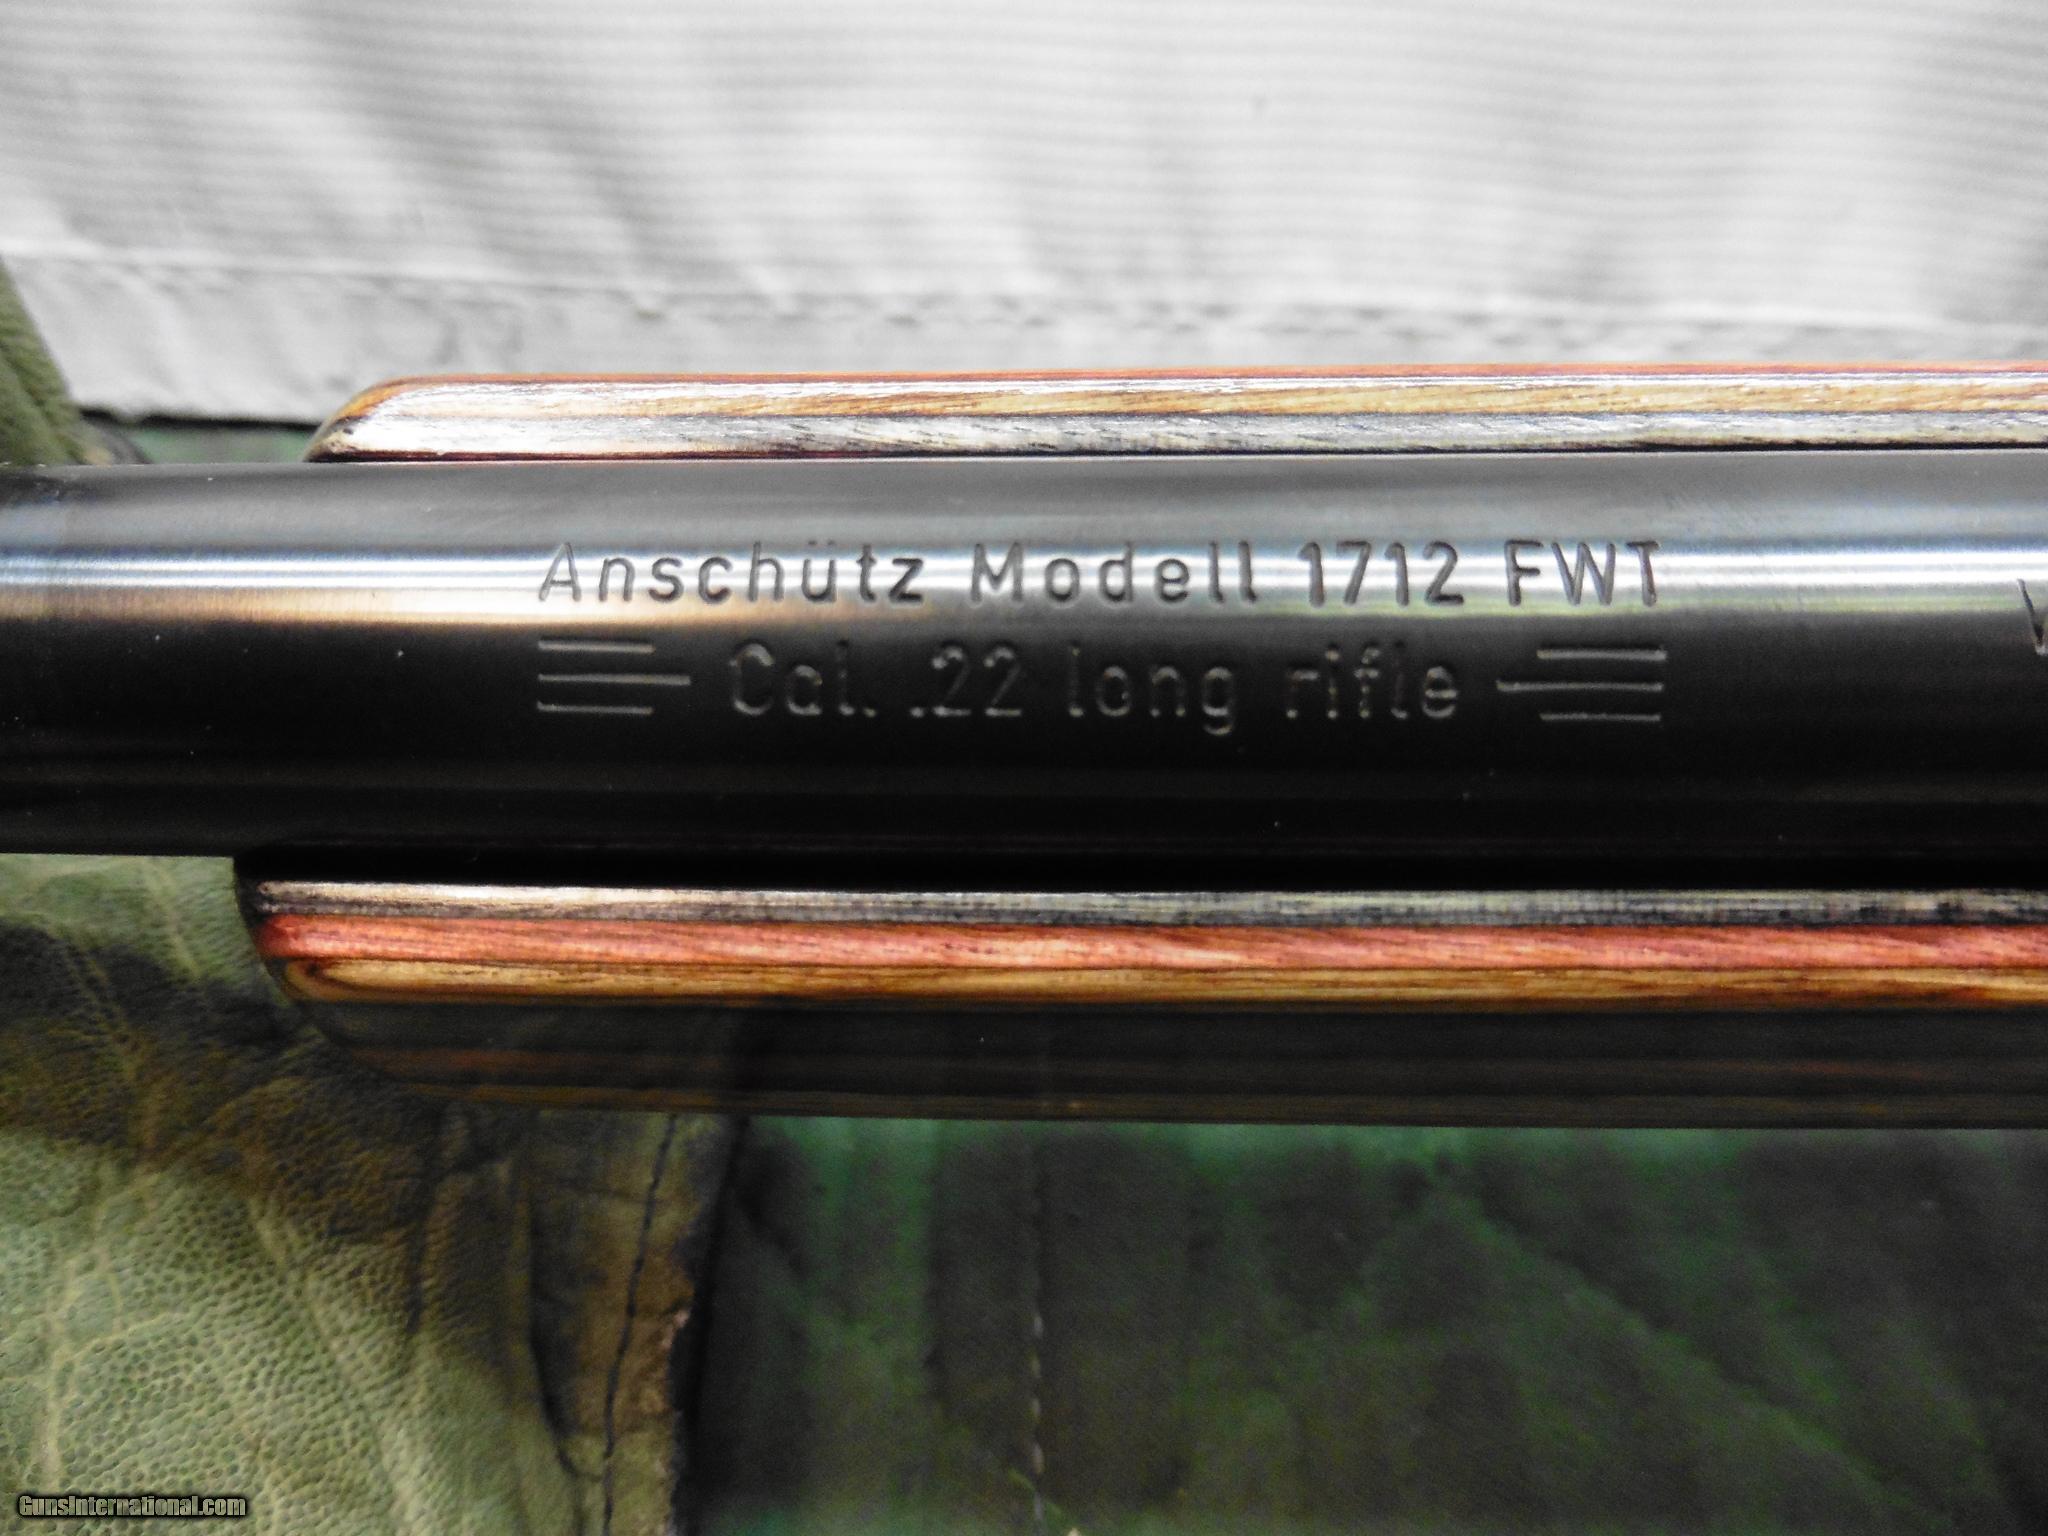 Anschütz Modell 1712 FWT
Cal. .22 long rifle
GunsInternational.com